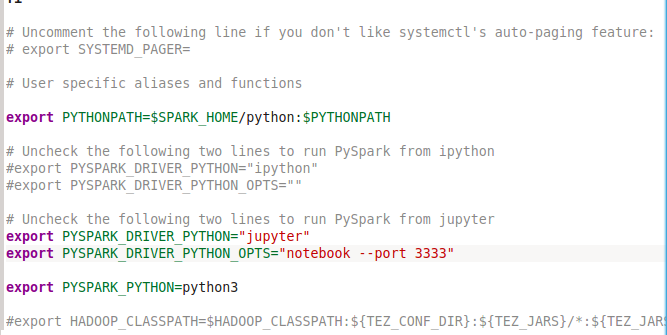 # Uncomment the following line if you don't like systemctl's auto-paging feature:
# export SYSTEMD_PAGER=
# User specific aliases and functions
export PYTHONPATH=$SPARK_HOME/python:$PYTHONPATH
# Uncheck the following two lines to run PySpark from ipython
#export PYSPARK_DRIVER_PYTHON="ipython"
#export PYSPARK_DRIVER_PYTHON_OPTS=""
# Uncheck the following two lines to run PySpark from jupyter
export PYSPARK_DRIVER_PYTHON="jupyter"
export PYSPARK_DRIVER_PYTHON_OPTS="notebook --port 3333"
export PYSPARK_PYTHON=python3
#export HADOOP_CLASSPATH=$HADOOP_CLASSPATH:${TEZ_CONF_DIR}:${TEZ_JARS}/*:${TEZ_JARS